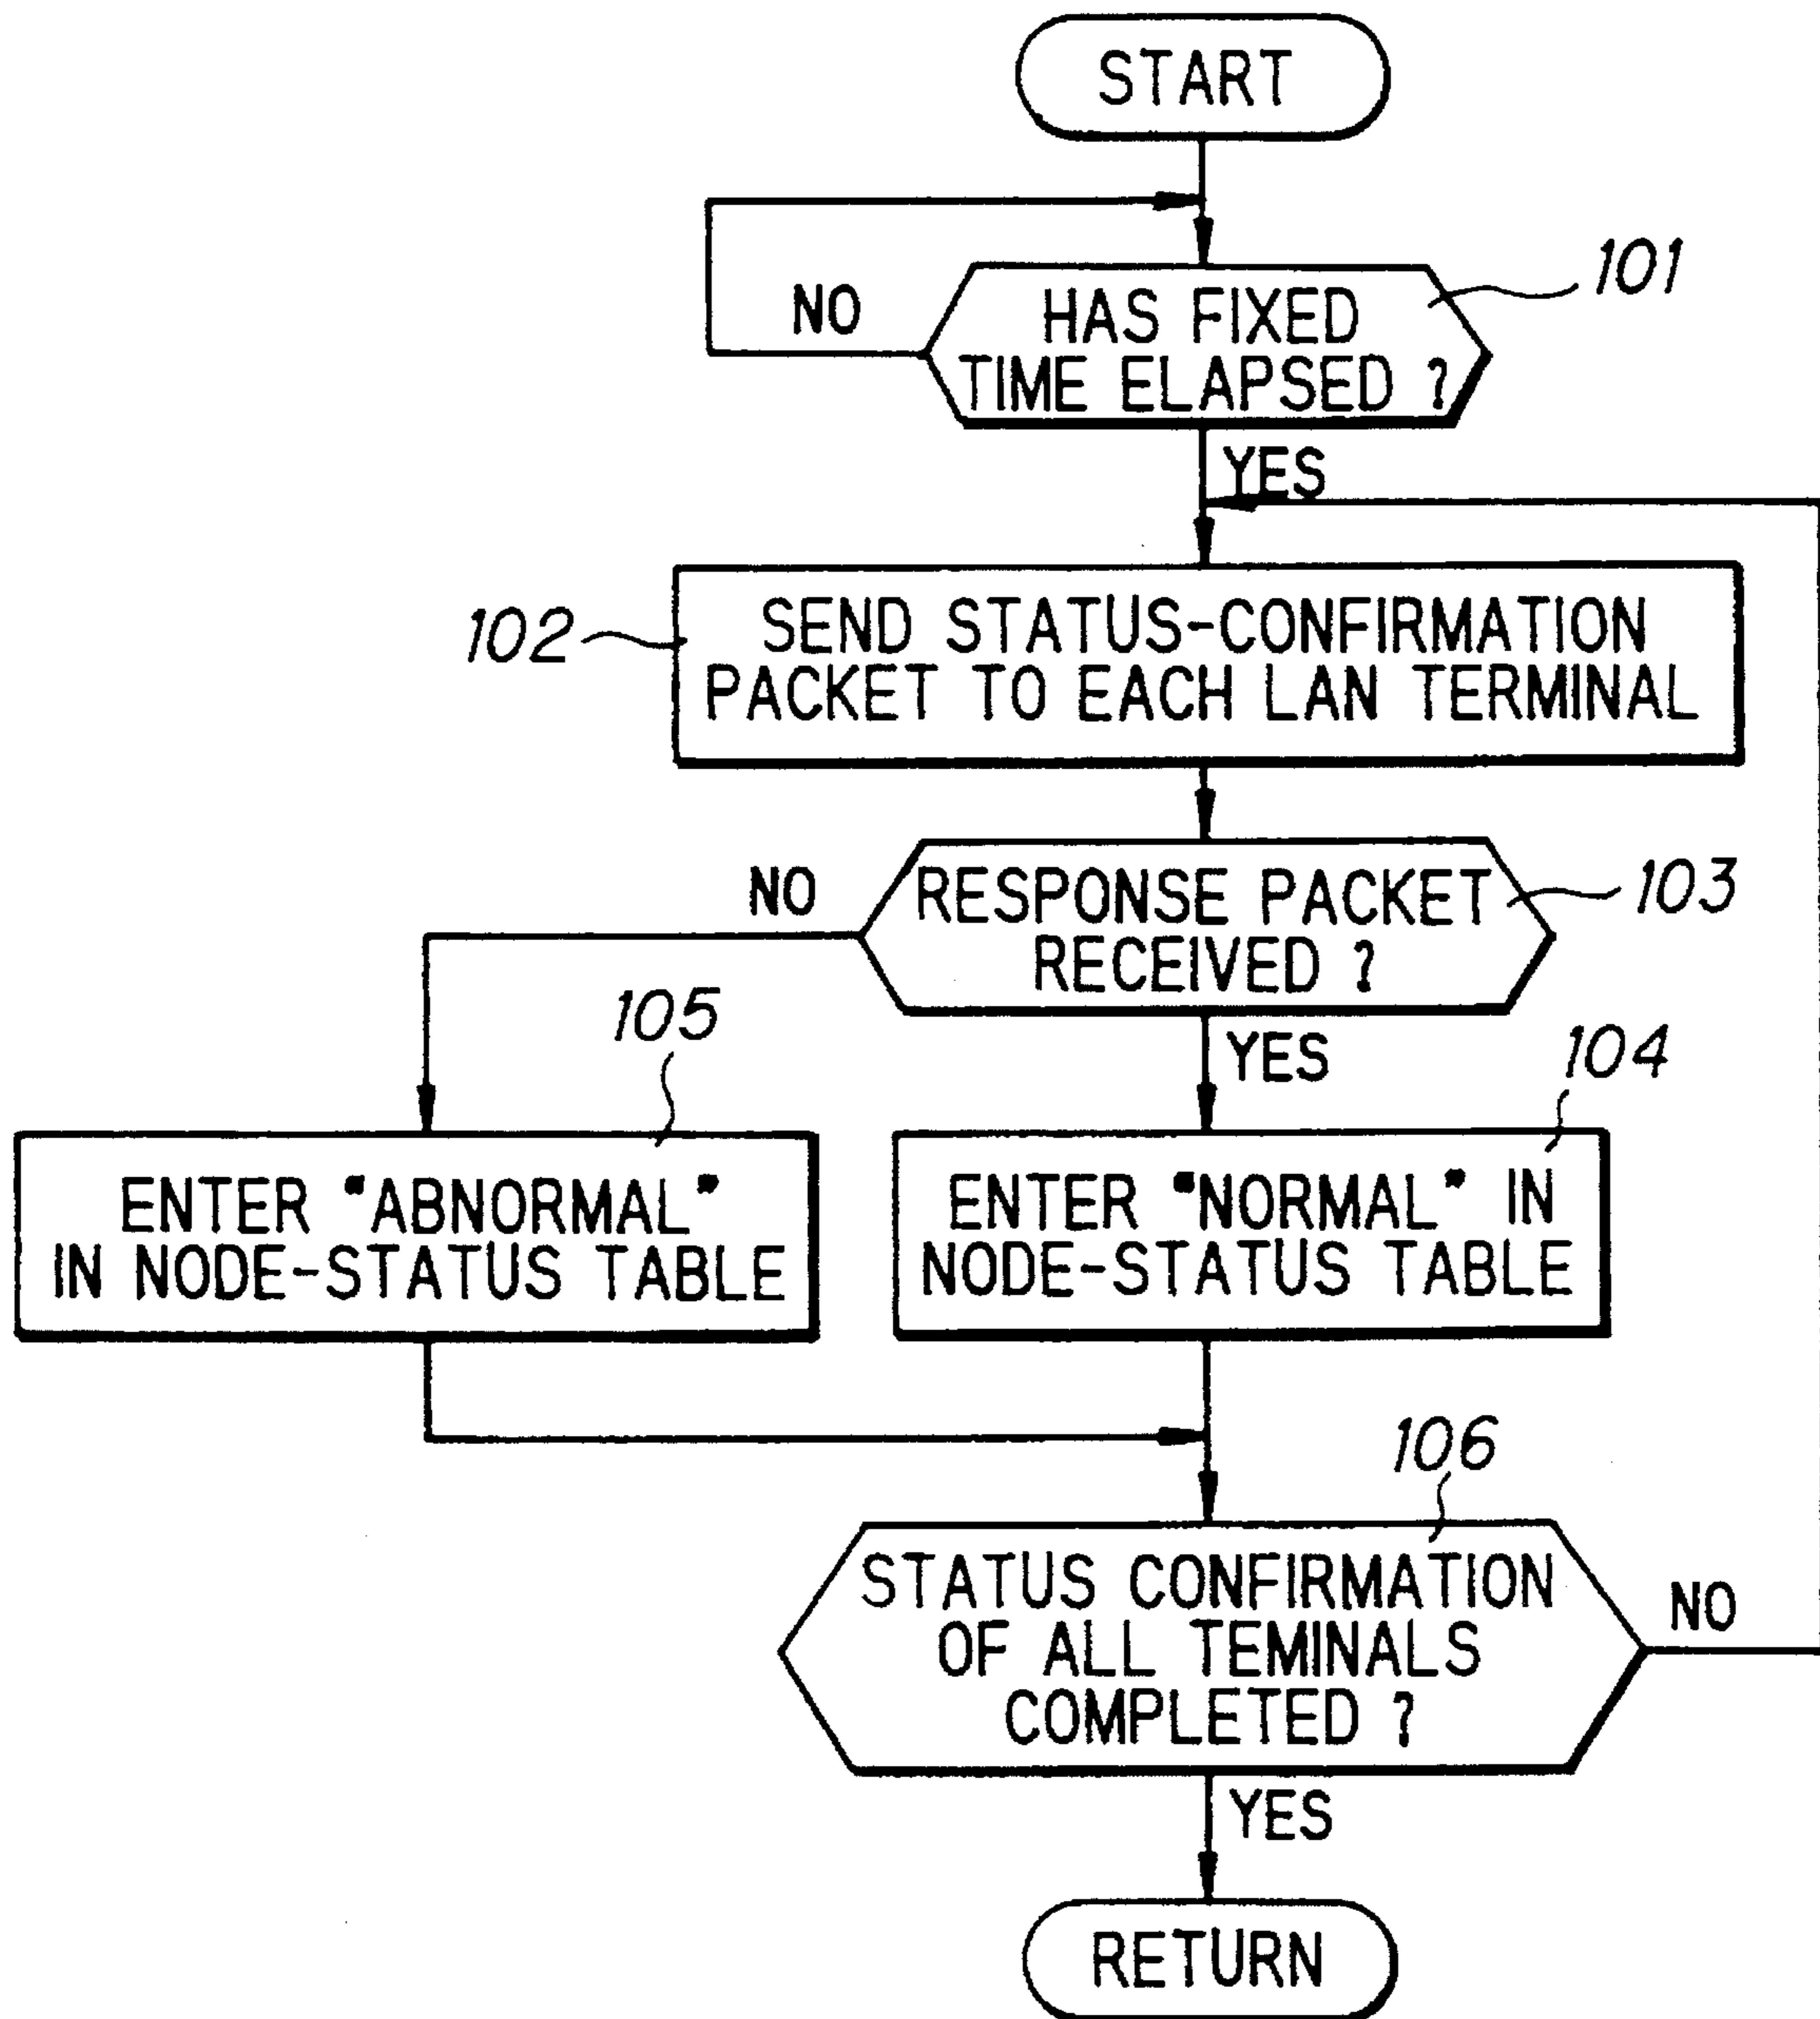 START
NO
101
HAS FIXED
TIME ELAPSED ?
YES
102
SEND STATUS-CONFIRMATION
PACKET TO EACH LAN TERMINAL
NO
103
RESPONSE PACKET
RECEIVED ?
105
YES
104
ENTER "ABNORMAL"
IN NODE-STATUS TABLE
ENTER "NORMAL" IN
NODE-STATUS TABLE
106
STATUS CONFIRMATION
OF ALL TEMINALS
COMPLETED ?
NO
YES
RETURN